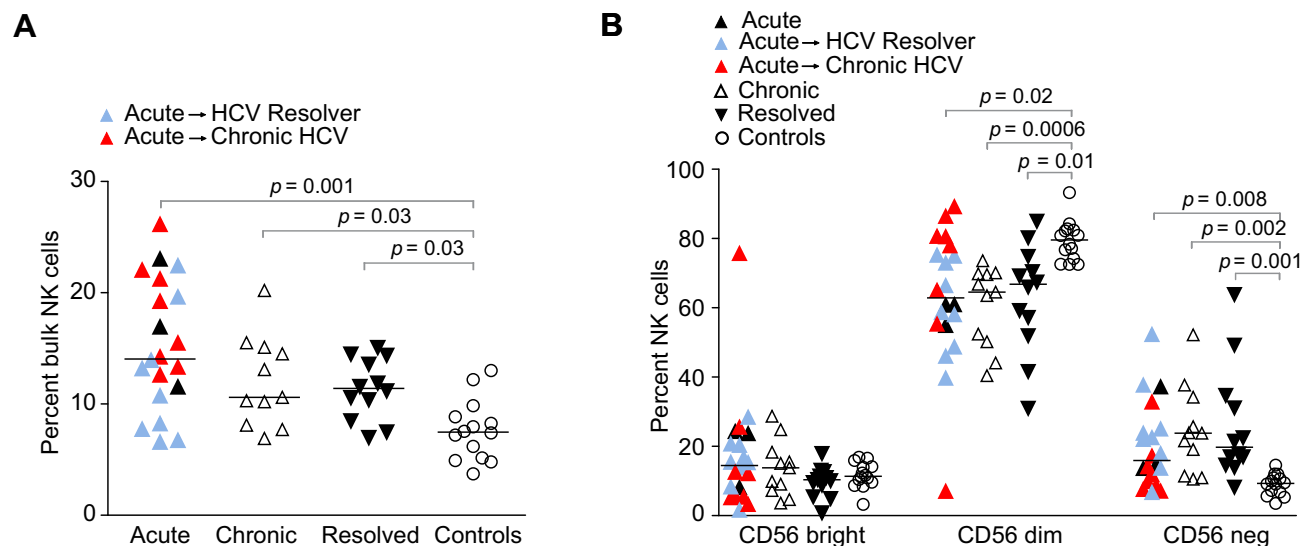 A
Acute → HCV Resolver
Acute → Chronic HCV
Percent bulk NK cells
30
20
10
0
p = 0.001
p = 0.03
p = 0.03
Acute Chronic Resolved Controls
B
Acute
Acute → HCV Resolver
Acute → Chronic HCV
Chronic
Resolved
Controls
Percent NK cells
100
80
60
40
20
0
p = 0.02
p = 0.0006
p = 0.01
p = 0.008
p = 0.002
p = 0.001
CD56 bright CD56 dim CD56 neg